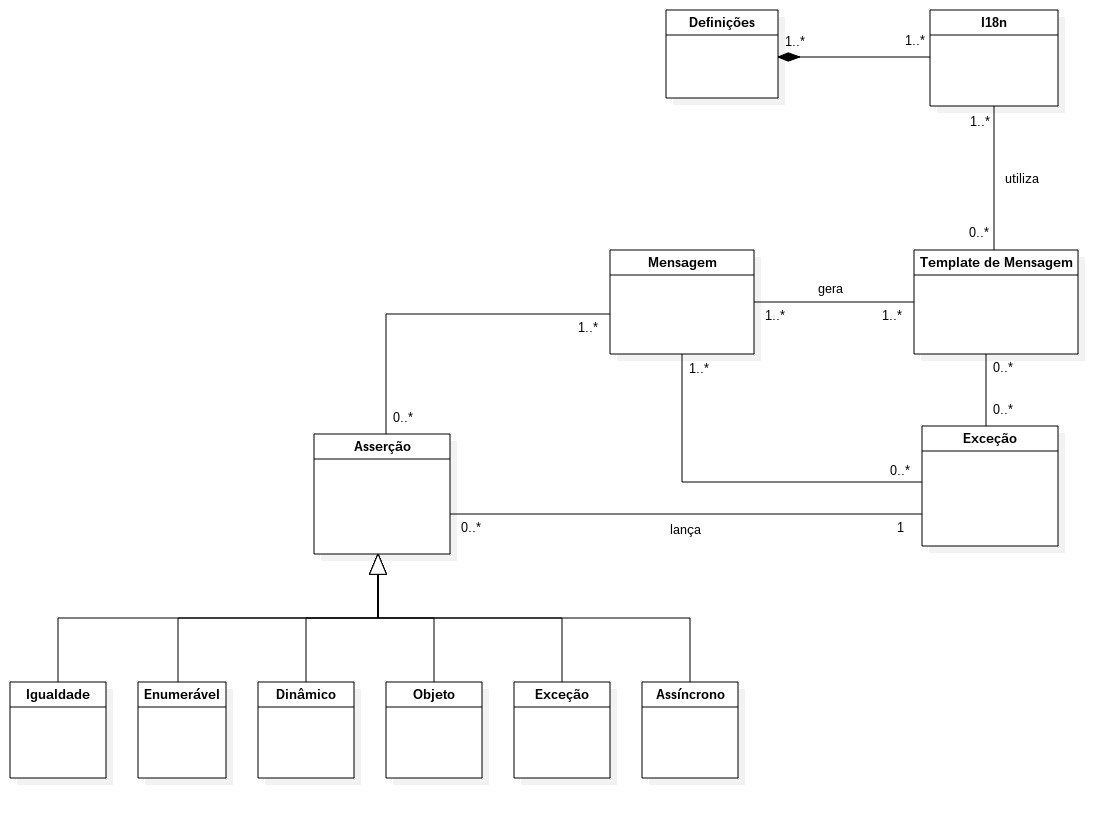 Definições
I18n
1..*
1..*
1..*
utiliza
0..*
Mensagem
Template de Mensagem
gera
1..*
1..*
1..*
1..*
0..*
0..*
0..*
Asserção
Exceção
0..*
0..*
1
lança
Igualdade
Enumerável
Dinâmico
Objeto
Exceção
Assíncrono